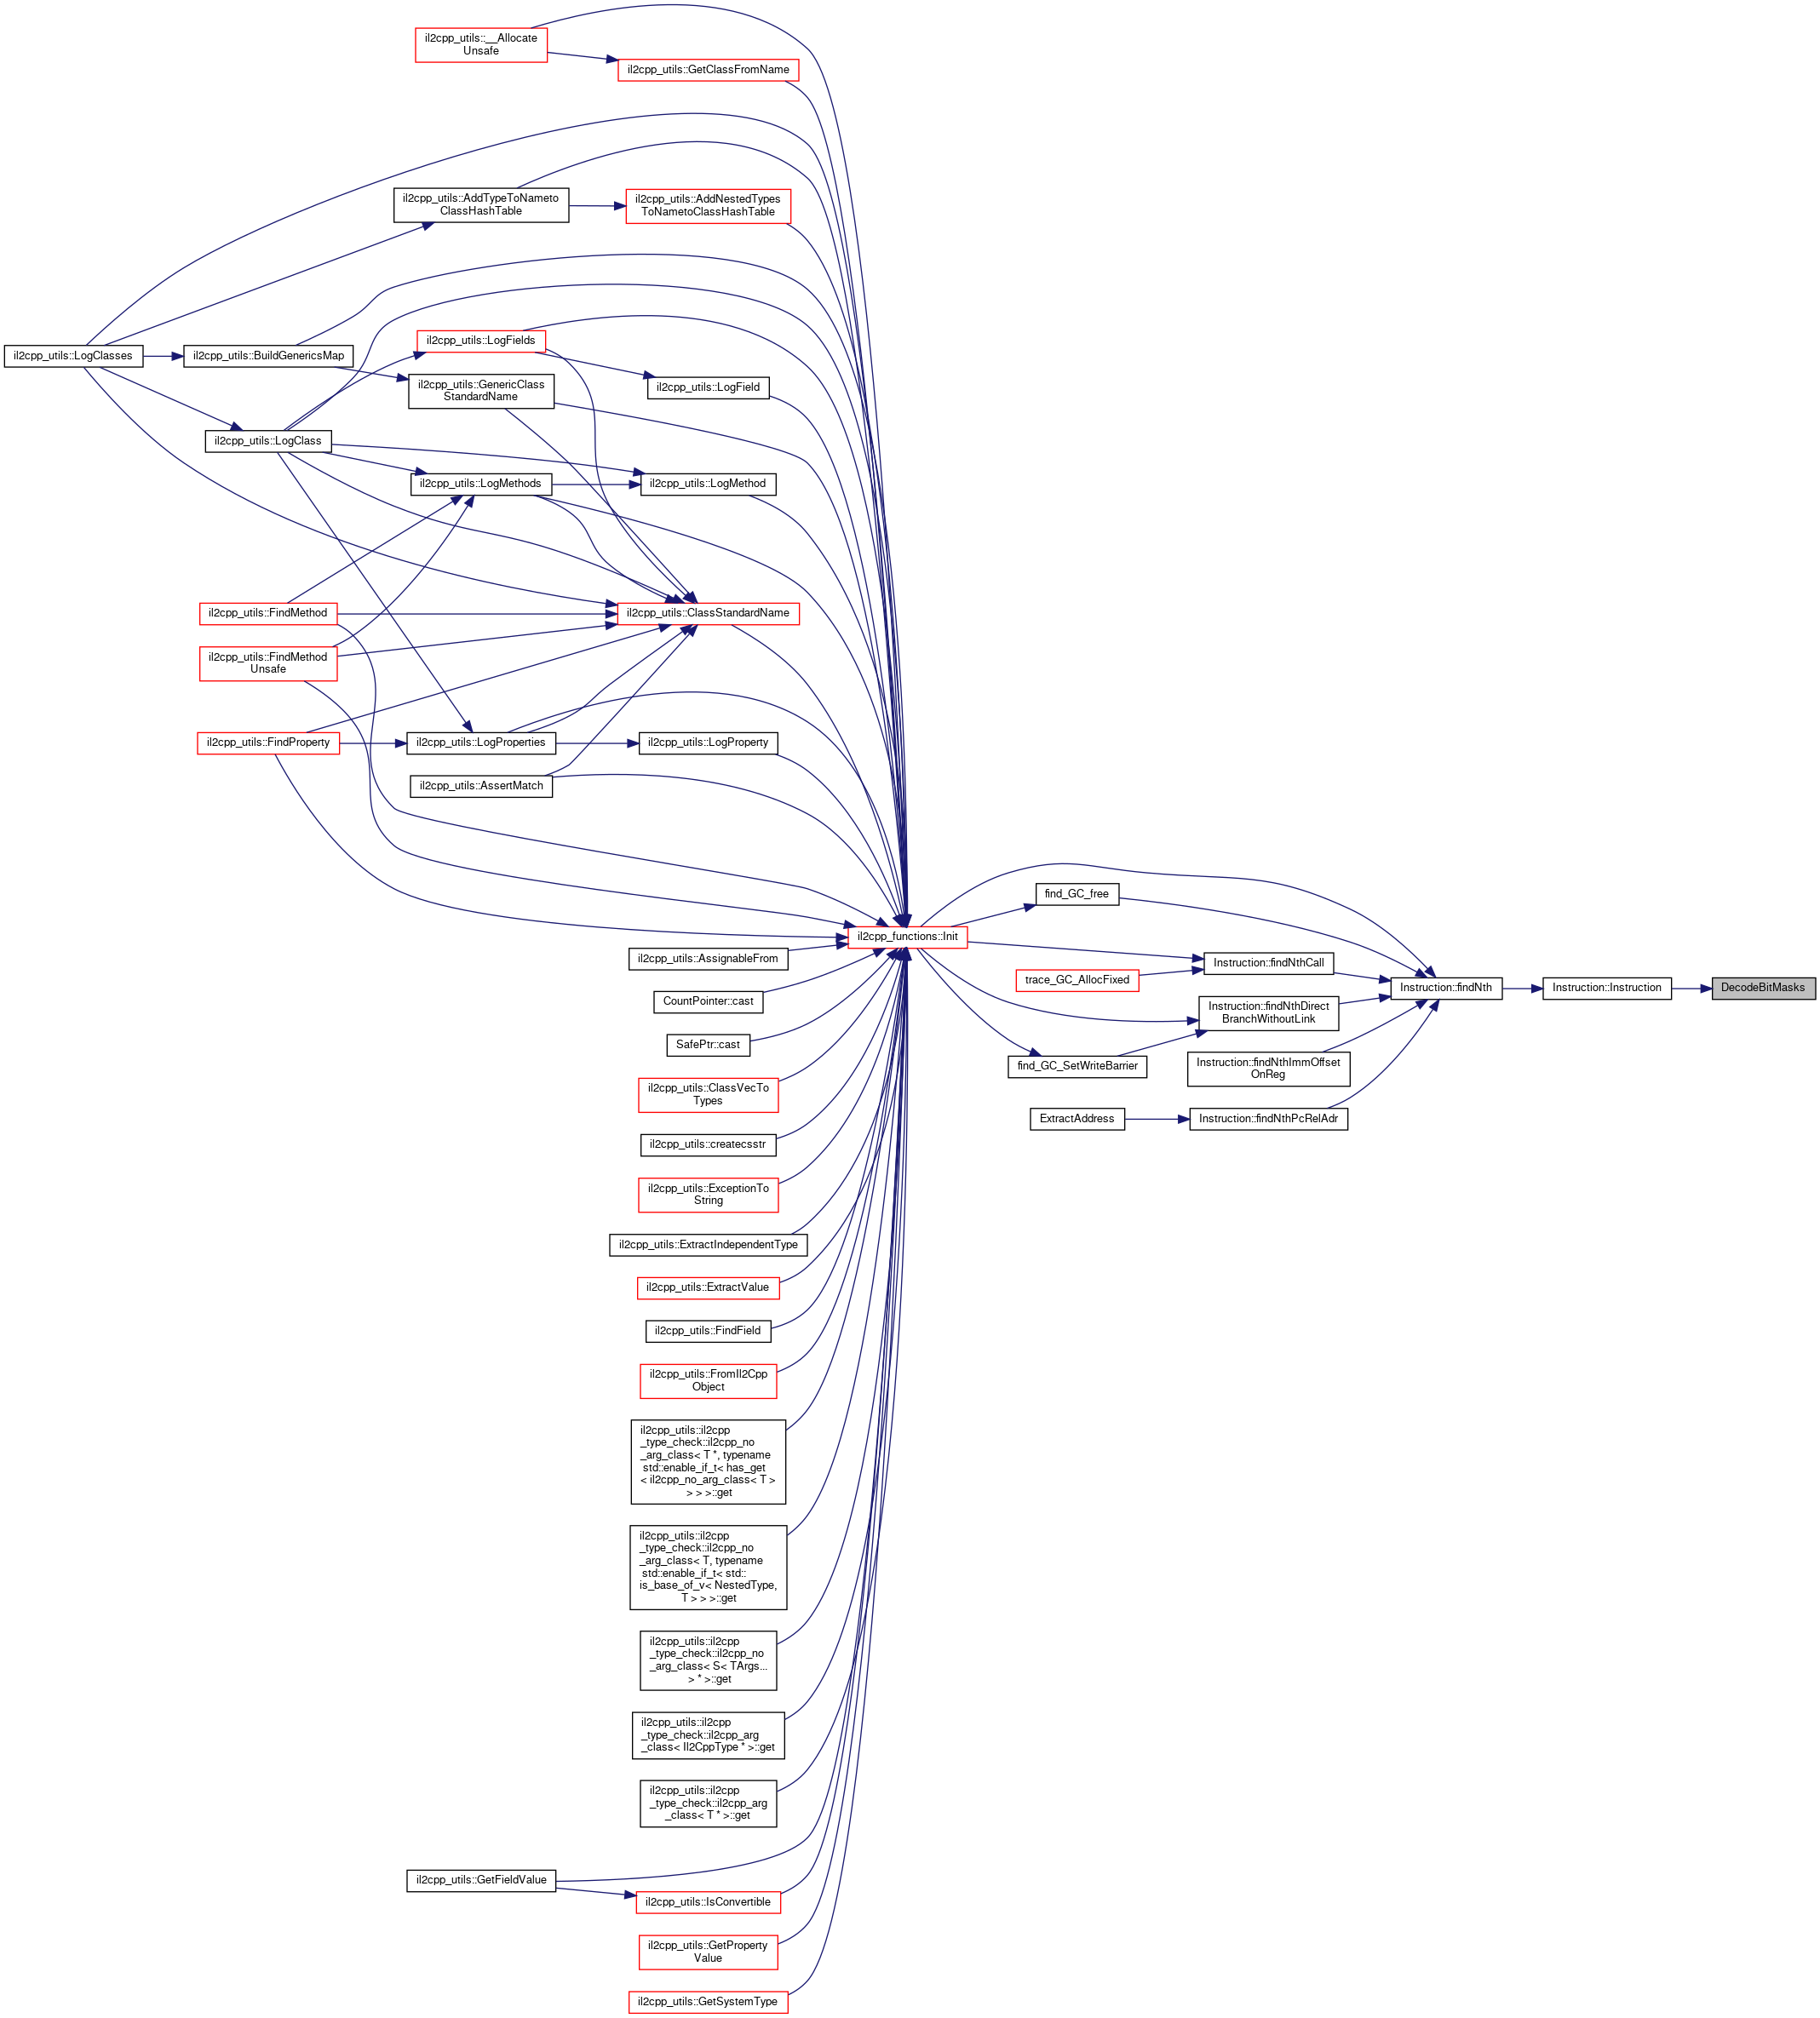 il2cpp_utils::__Allocate
Unsafe
il2cpp_utils::GetClassFromName
il2cpp_utils::AddTypeToNameto
ClassHashTable
il2cpp_utils::AddNestedTypes
ToNametoClassHashTable
il2cpp_utils::LogClasses
il2cpp_utils::BuildGenericsMap
il2cpp_utils::LogFields
il2cpp_utils::GenericClass
StandardName
il2cpp_utils::LogField
il2cpp_utils::LogClass
il2cpp_utils::LogMethods
il2cpp_utils::LogMethod
il2cpp_utils::FindMethod
il2cpp_utils::ClassStandardName
il2cpp_utils::FindMethod
Unsafe
il2cpp_utils::FindProperty
il2cpp_utils::LogProperties
il2cpp_utils::LogProperty
il2cpp_utils::AssertMatch
find_GC_free
il2cpp_functions::Init
il2cpp_utils::AssignableFrom
Instruction::findNthCall
trace_GC_AllocFixed
Instruction::findNth
Instruction::Instruction
DecodeBitMasks
CountPointer::cast
Instruction::findNthDirect
BranchWithoutLink
SafePtr::cast
find_GC_SetWriteBarrier
Instruction::findNthImmOffset
OnReg
il2cpp_utils::ClassVecTo
Types
ExtractAddress
Instruction::findNthPcRelAdr
il2cpp_utils::createcsstr
il2cpp_utils::ExceptionTo
String
il2cpp_utils::ExtractIndependentType
il2cpp_utils::ExtractValue
il2cpp_utils::FindField
il2cpp_utils::FromIl2Cpp
Object
il2cpp_utils::il2cpp
_type_check::il2cpp_no
_arg_class< T *, typename
std::enable_if_t< has_get
< il2cpp_no_arg_class< T >
> > >::get
il2cpp_utils::il2cpp
_type_check::il2cpp_no
_arg_class< T, typename
std::enable_if_t< std::
is_base_of_v< NestedType,
T > > >::get
il2cpp_utils::il2cpp
_type_check::il2cpp_no
_arg_class< S< TArgs...
> * >::get
il2cpp_utils::il2cpp
_type_check::il2cpp_arg
_class< Il2CppType * >::get
il2cpp_utils::il2cpp
_type_check::il2cpp_arg
_class< T * >::get
il2cpp_utils::GetFieldValue
il2cpp_utils::IsConvertible
il2cpp_utils::GetProperty
Value
il2cpp_utils::GetSystemType